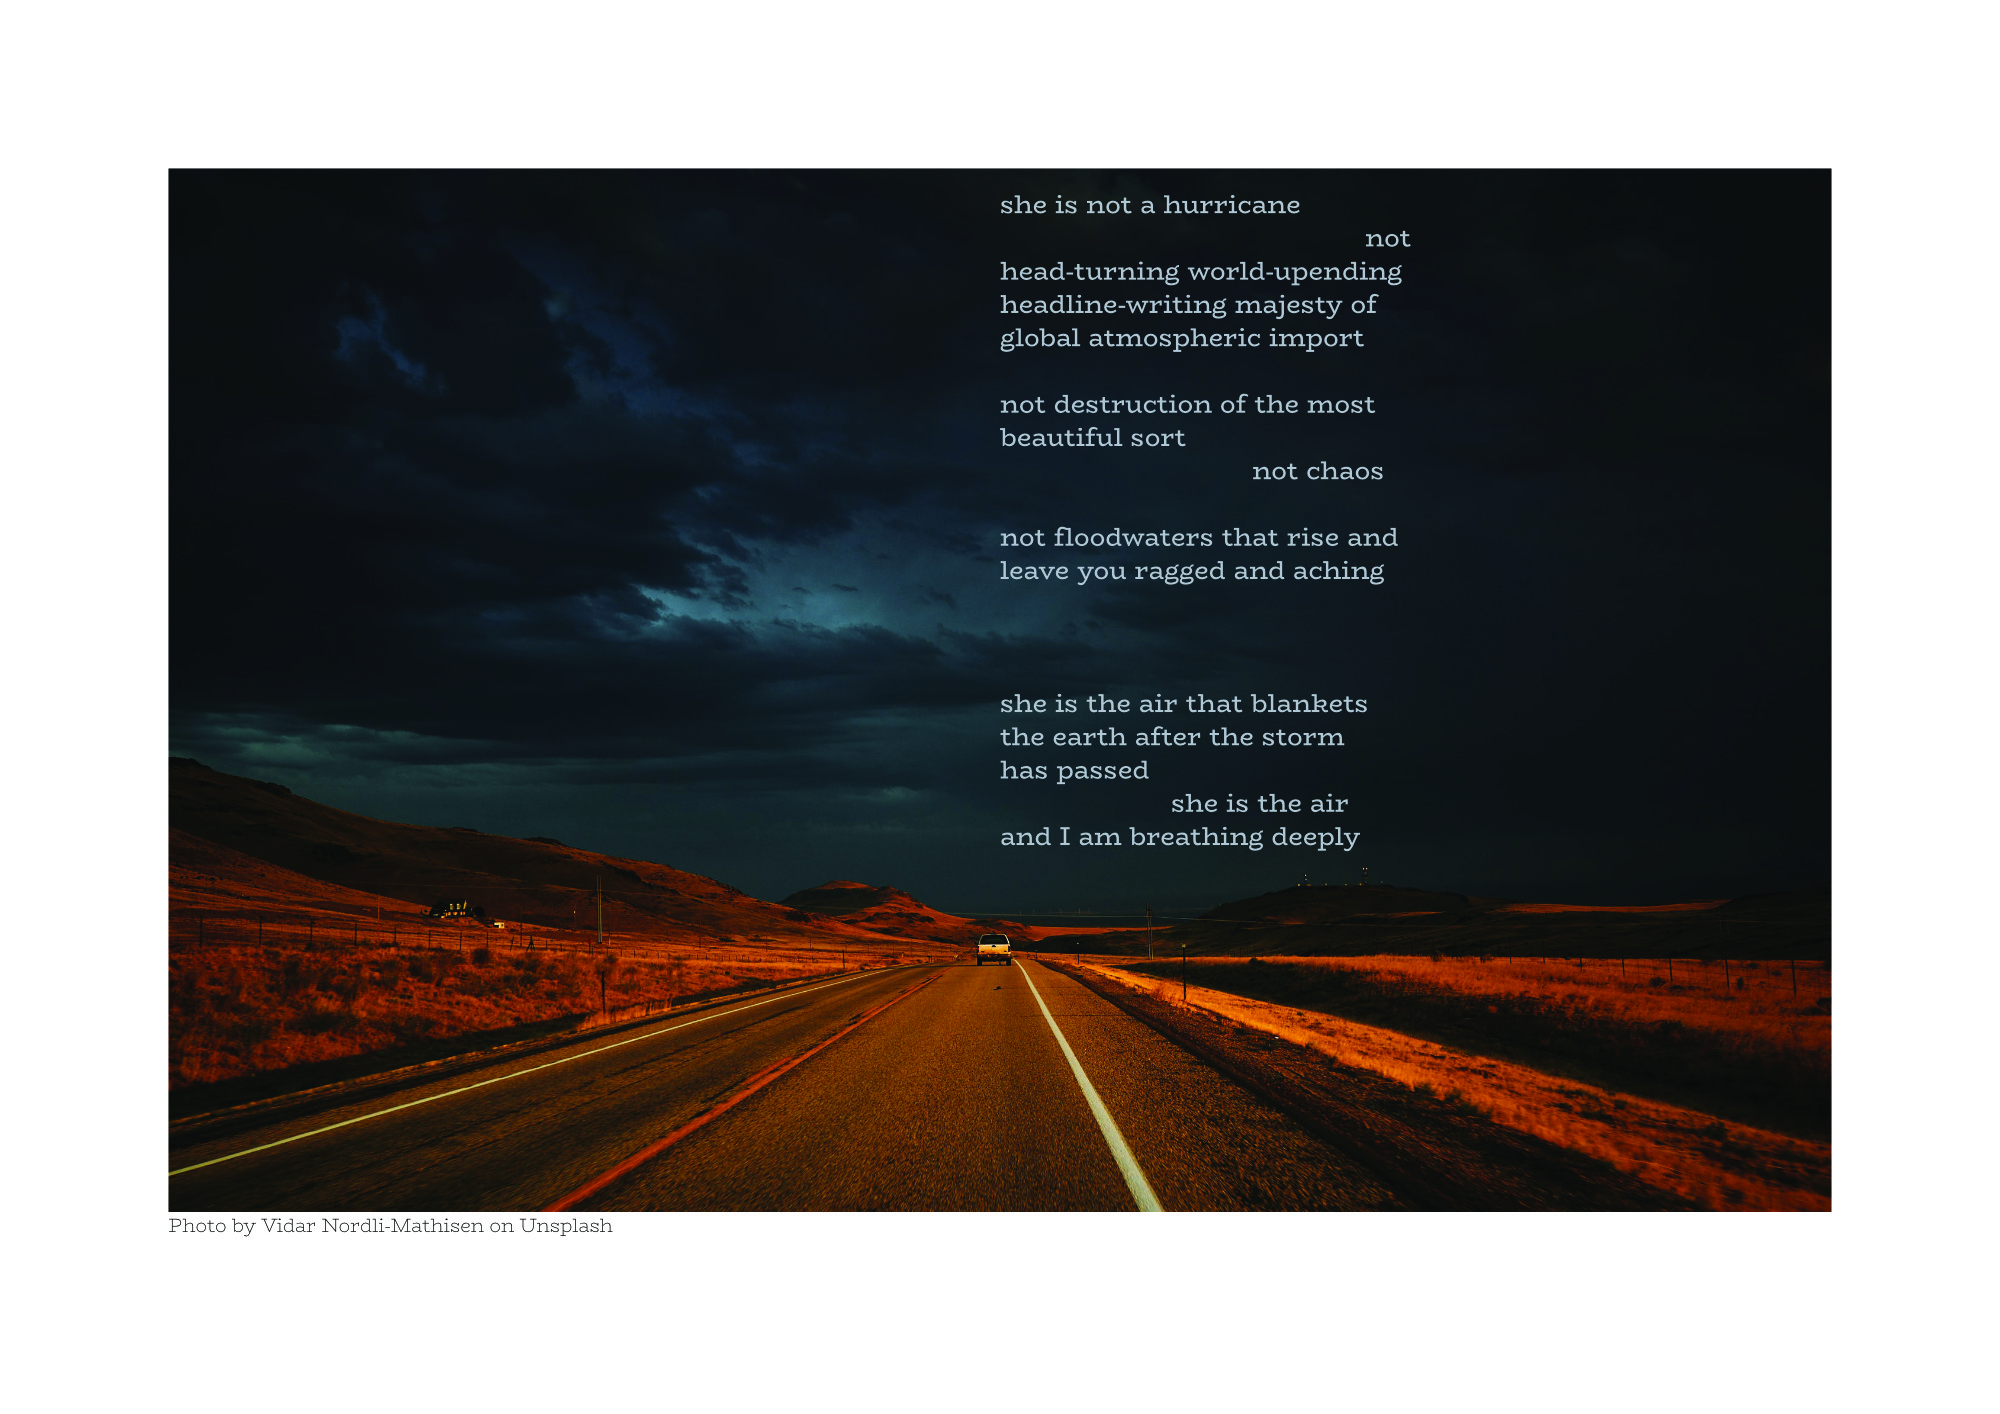 she is not a hurricane
not
head-turning world-upending
headline-writing majesty of
global atmospheric import
not destruction of the most
beautiful sort
not chaos
not floodwaters that rise and
leave you ragged and aching
she is the air that blankets
the earth after the storm
has passed
she is the air
and I am breathing deeply
Photo by Vidar Nordli-Mathisen on Unsplash